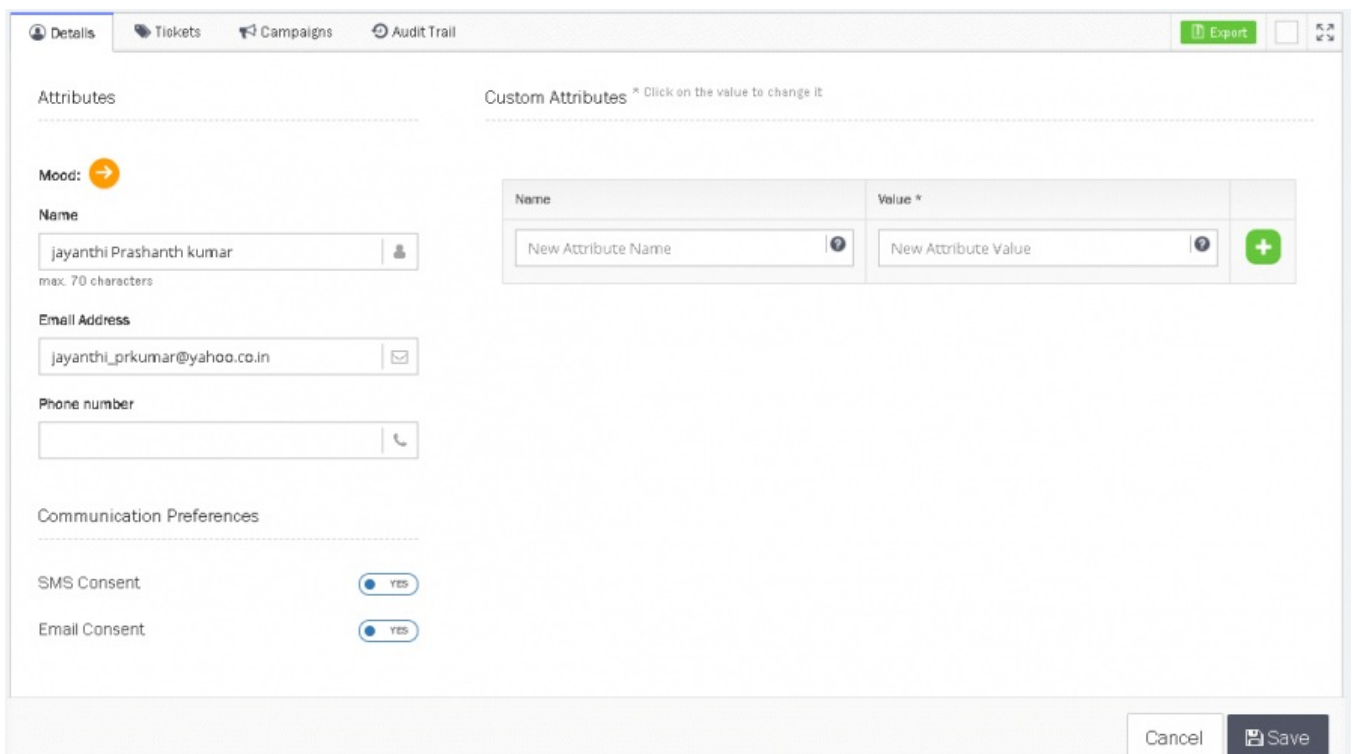 Details Tickets Campaigns Audit Trail Export
Attributes
Custom Attributes * Click on the value to change it
Mood:
Name
jayanthi Prashanth kumar
max. 70 characters
Email Address
jayanthi_prkumar@yahoo.co.in
Phone number
Name Value *
New Attribute Name New Attribute Value
Communication Preferences
SMS Consent YES
Email Consent YES
Cancel Save